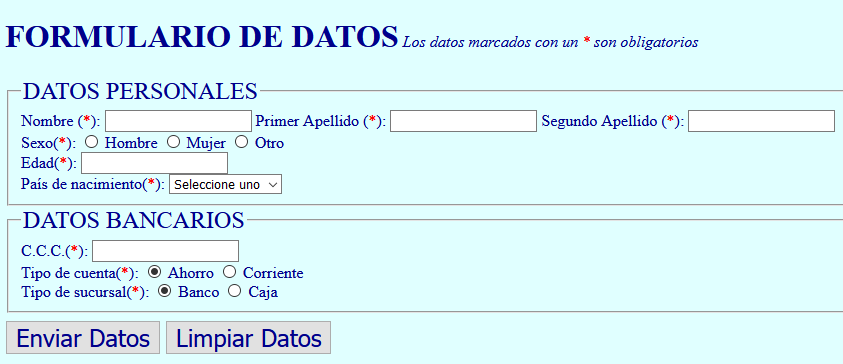 FORMULARIO DE DATOS Los datos marcados con un * son obligatorios
DATOS PERSONALES
Nombre (*): Primer Apellido (*): Segundo Apellido (*):
Sexo(*): Hombre Mujer Otro
Edad(*):
País de nacimiento(*): Seleccione uno
DATOS BANCARIOS
C.C.C.(*):
Tipo de cuenta(*): Ahorro Corriente
Tipo de sucursal(*): Banco Caja
Enviar Datos Limpiar Datos